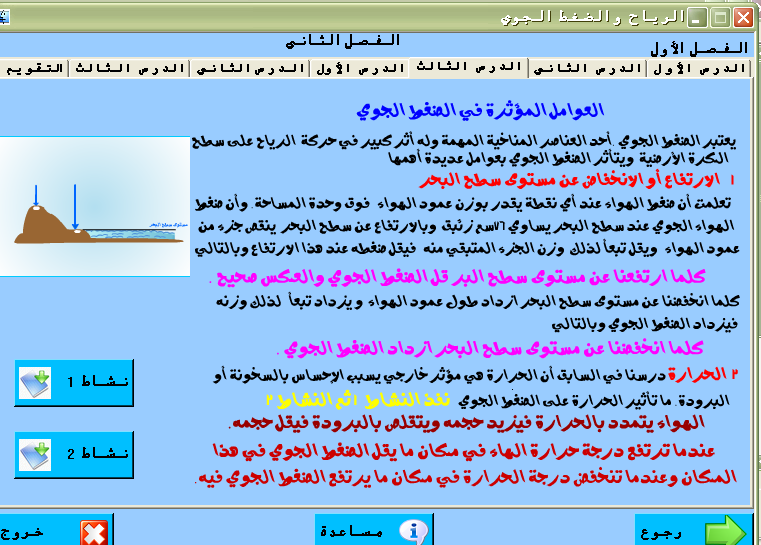 الرياح والضغط الجوي
الفصل الأول
الفصل الثانى
الدرس الأول
الدرس الثانى
الدرس الثالث
الدرس الأول
الدرس الثانى
الدرس الثالث
التقويم
العوامل المؤثرة في الضغط الجوي
يعتبر الضغط الجوي أحد العناصر المناخية المهمة وله أثر كبير في حركة الرياح على سطح
الكرة الأرضية ويتأثر الضغط الجوي بعوامل عديدة أهمها
١ الارتفاع أو الانخفاض عن مستوى سطح البحر
تعلمت أن ضغط الهواء عند أي نقطة يقدر بوزن عمود الهواء فوق وحدة المساحة. وأن ضغط
الهواء الجوي عند سطح البحر يساوي ٧٦سم زئبق وبالارتفاع عن سطح البحر ينقص جزء من
عمود الهواء ويقل تبعاً لذلك وزن الجزء المتبقي منه فيقل ضغطه عند هذا الارتفاع وبالتالي
كلما ارتفعنا عن مستوى سطح البر قل الضغط الجوي والعكس صحيح .
كلما انخفضنا عن مستوى سطح البحر ازداد طول عمود الهواء ويزداد تبعاً لذلك وزنه
فيزداد الضغط الجوي وبالتالي
كلما انخفضنا عن مستوى سطح البحر ازداد الضغط الجوي .
٢ الحرارة درسنا في السابق أن الحرارة هي مؤثر خارجي يسبب الإحساس بالسخونة أو
البرودة. ما تأثير الحرارة على الضغط الجوي نفذ النشاط ١ ثم النشاط ٢
الهواء يتمدد بالحرارة فيزيد حجمه ويتقلص بالبرودة فيقل حجمه.
عندما ترتفع درجة حرارة الهاء في مكان ما يقل الضغط الجوي في هذا
المكان وعندما تنخفض درجة الحرارة في مكان ما يرتفع الضغط الجوي فيه.
مستوى سطح البحر
نشاط 1
نشاط 2
رجوع
مساعدة
خروج